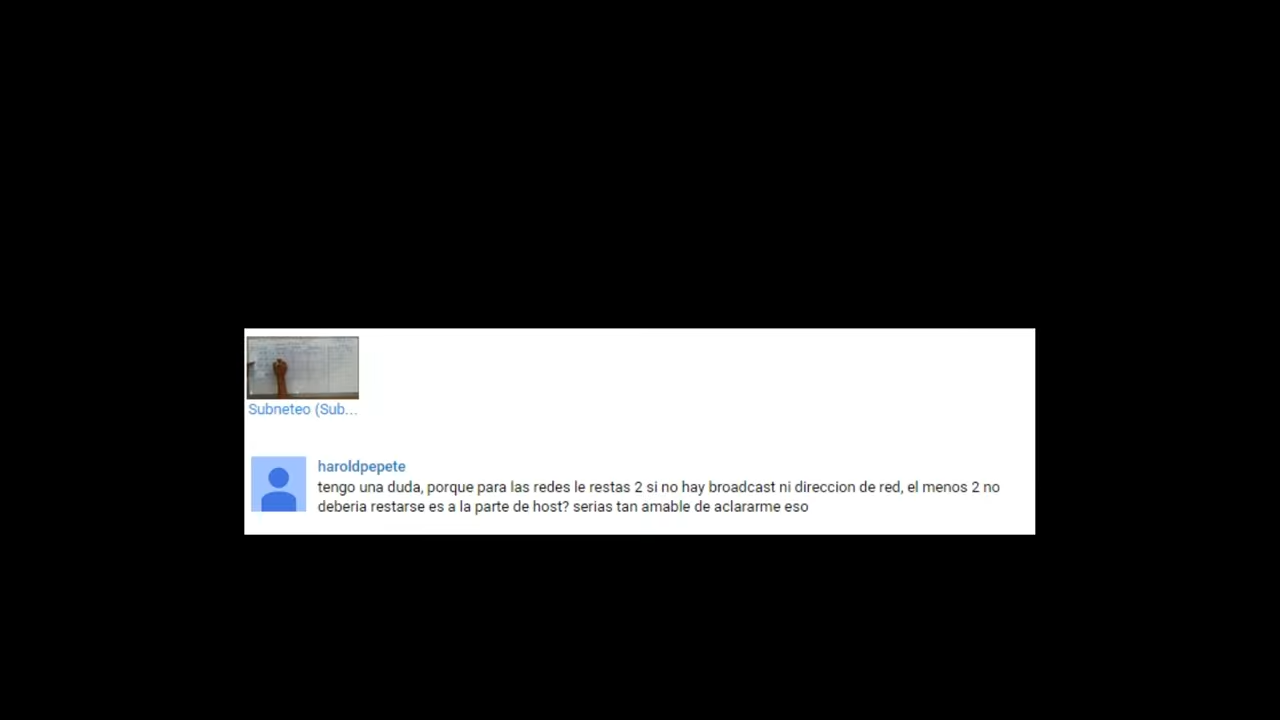 Subneteo (Sub...
haroldpepete
tengo una duda, porque para las redes le restas 2 si no hay broadcast ni direccion de red, el menos 2 no
deberia restarse es a la parte de host? serias tan amable de aclararme eso